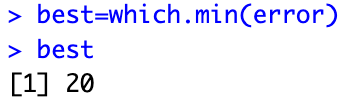 > best=which.min(error)
> best
[1] 20